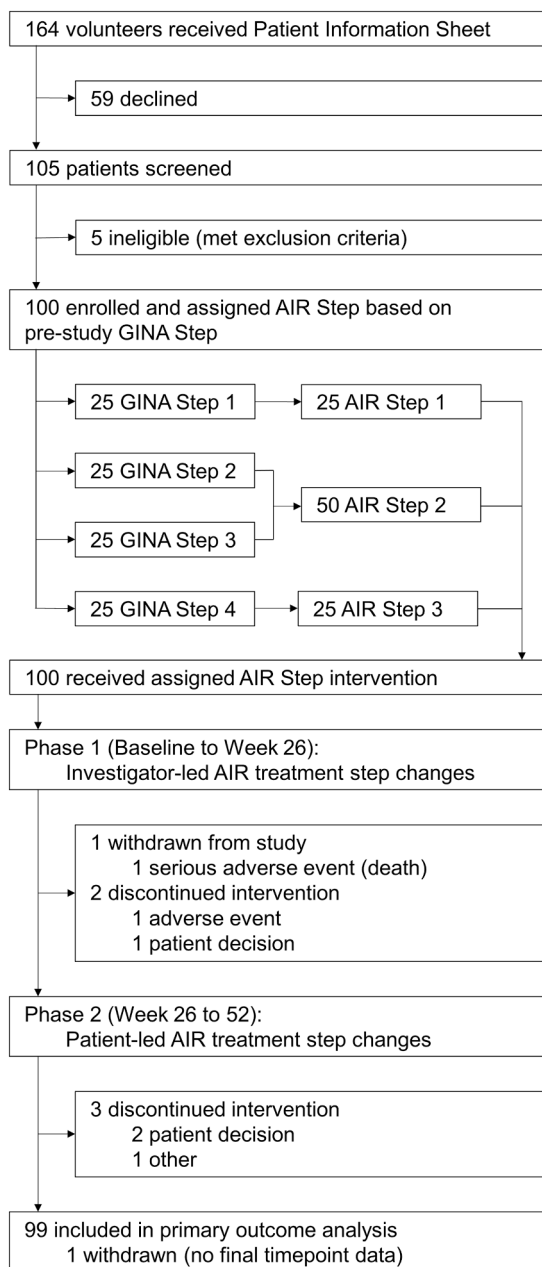 164 volunteers received Patient Information Sheet
59 declined
105 patients screened
5 ineligible (met exclusion criteria)
100 enrolled and assigned AIR Step based on
pre-study GINA Step
25 GINA Step 1
25 AIR Step 1
25 GINA Step 2
50 AIR Step 2
25 GINA Step 3
25 GINA Step 4
25 AIR Step 3
100 received assigned AIR Step intervention
Phase 1 (Baseline to Week 26):
Investigator-led AIR treatment step changes
1 withdrawn from study
1 serious adverse event (death)
2 discontinued intervention
1 adverse event
1 patient decision
Phase 2 (Week 26 to 52):
Patient-led AIR treatment step changes
3 discontinued intervention
2 patient decision
1 other
99 included in primary outcome analysis
1 withdrawn (no final timepoint data)